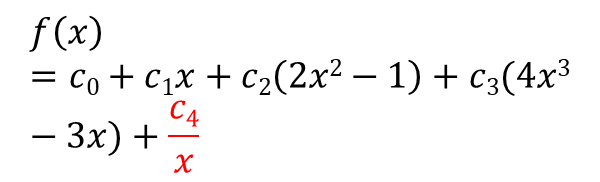 f(x)
= c₀ + c₁x + c₂(2x² − 1) + c₃(4x³
− 3x) + c₄/x